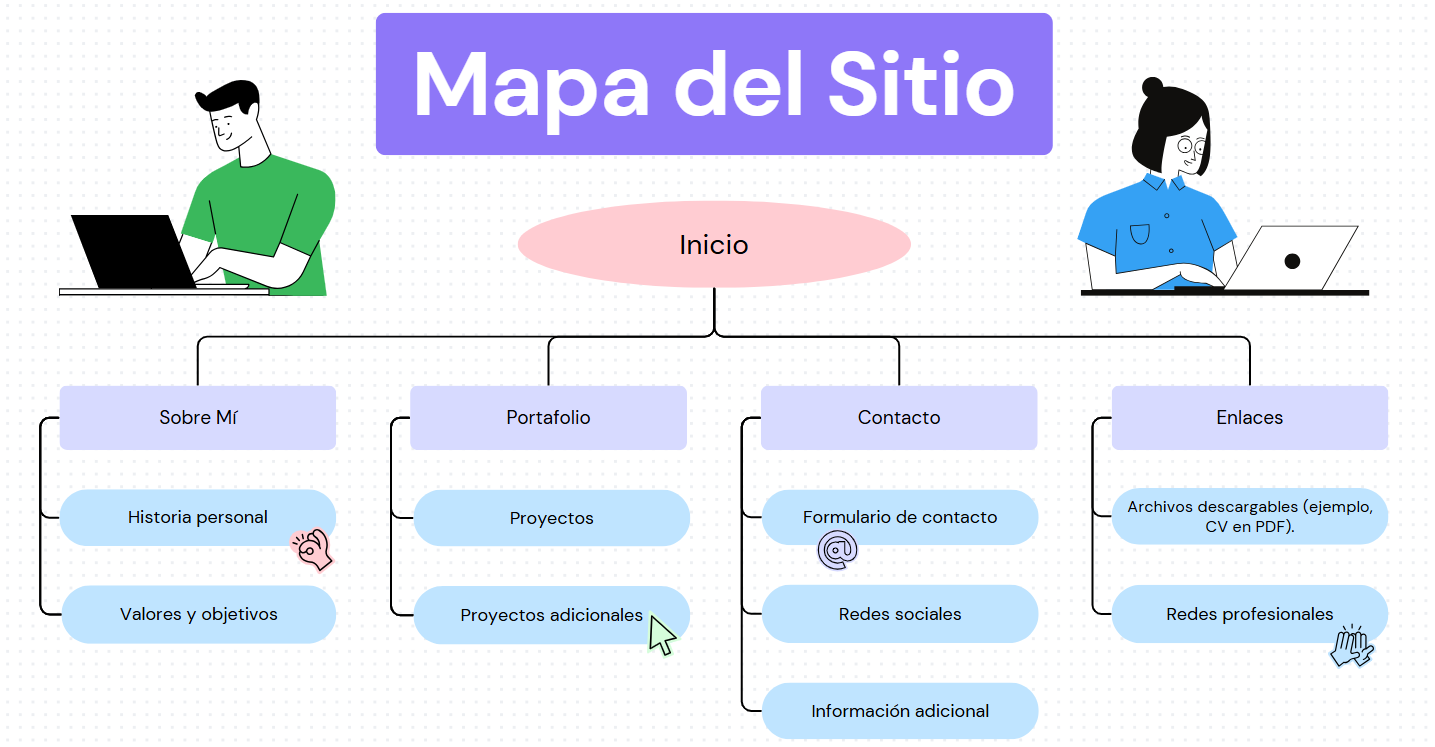 Mapa del Sitio
Inicio
Sobre Mí
Historia personal
Valores y objetivos
Portafolio
Proyectos
Proyectos adicionales
Contacto
Formulario de contacto
@
Redes sociales
Información adicional
Enlaces
Archivos descargables (ejemplo,
CV en PDF).
Redes profesionales